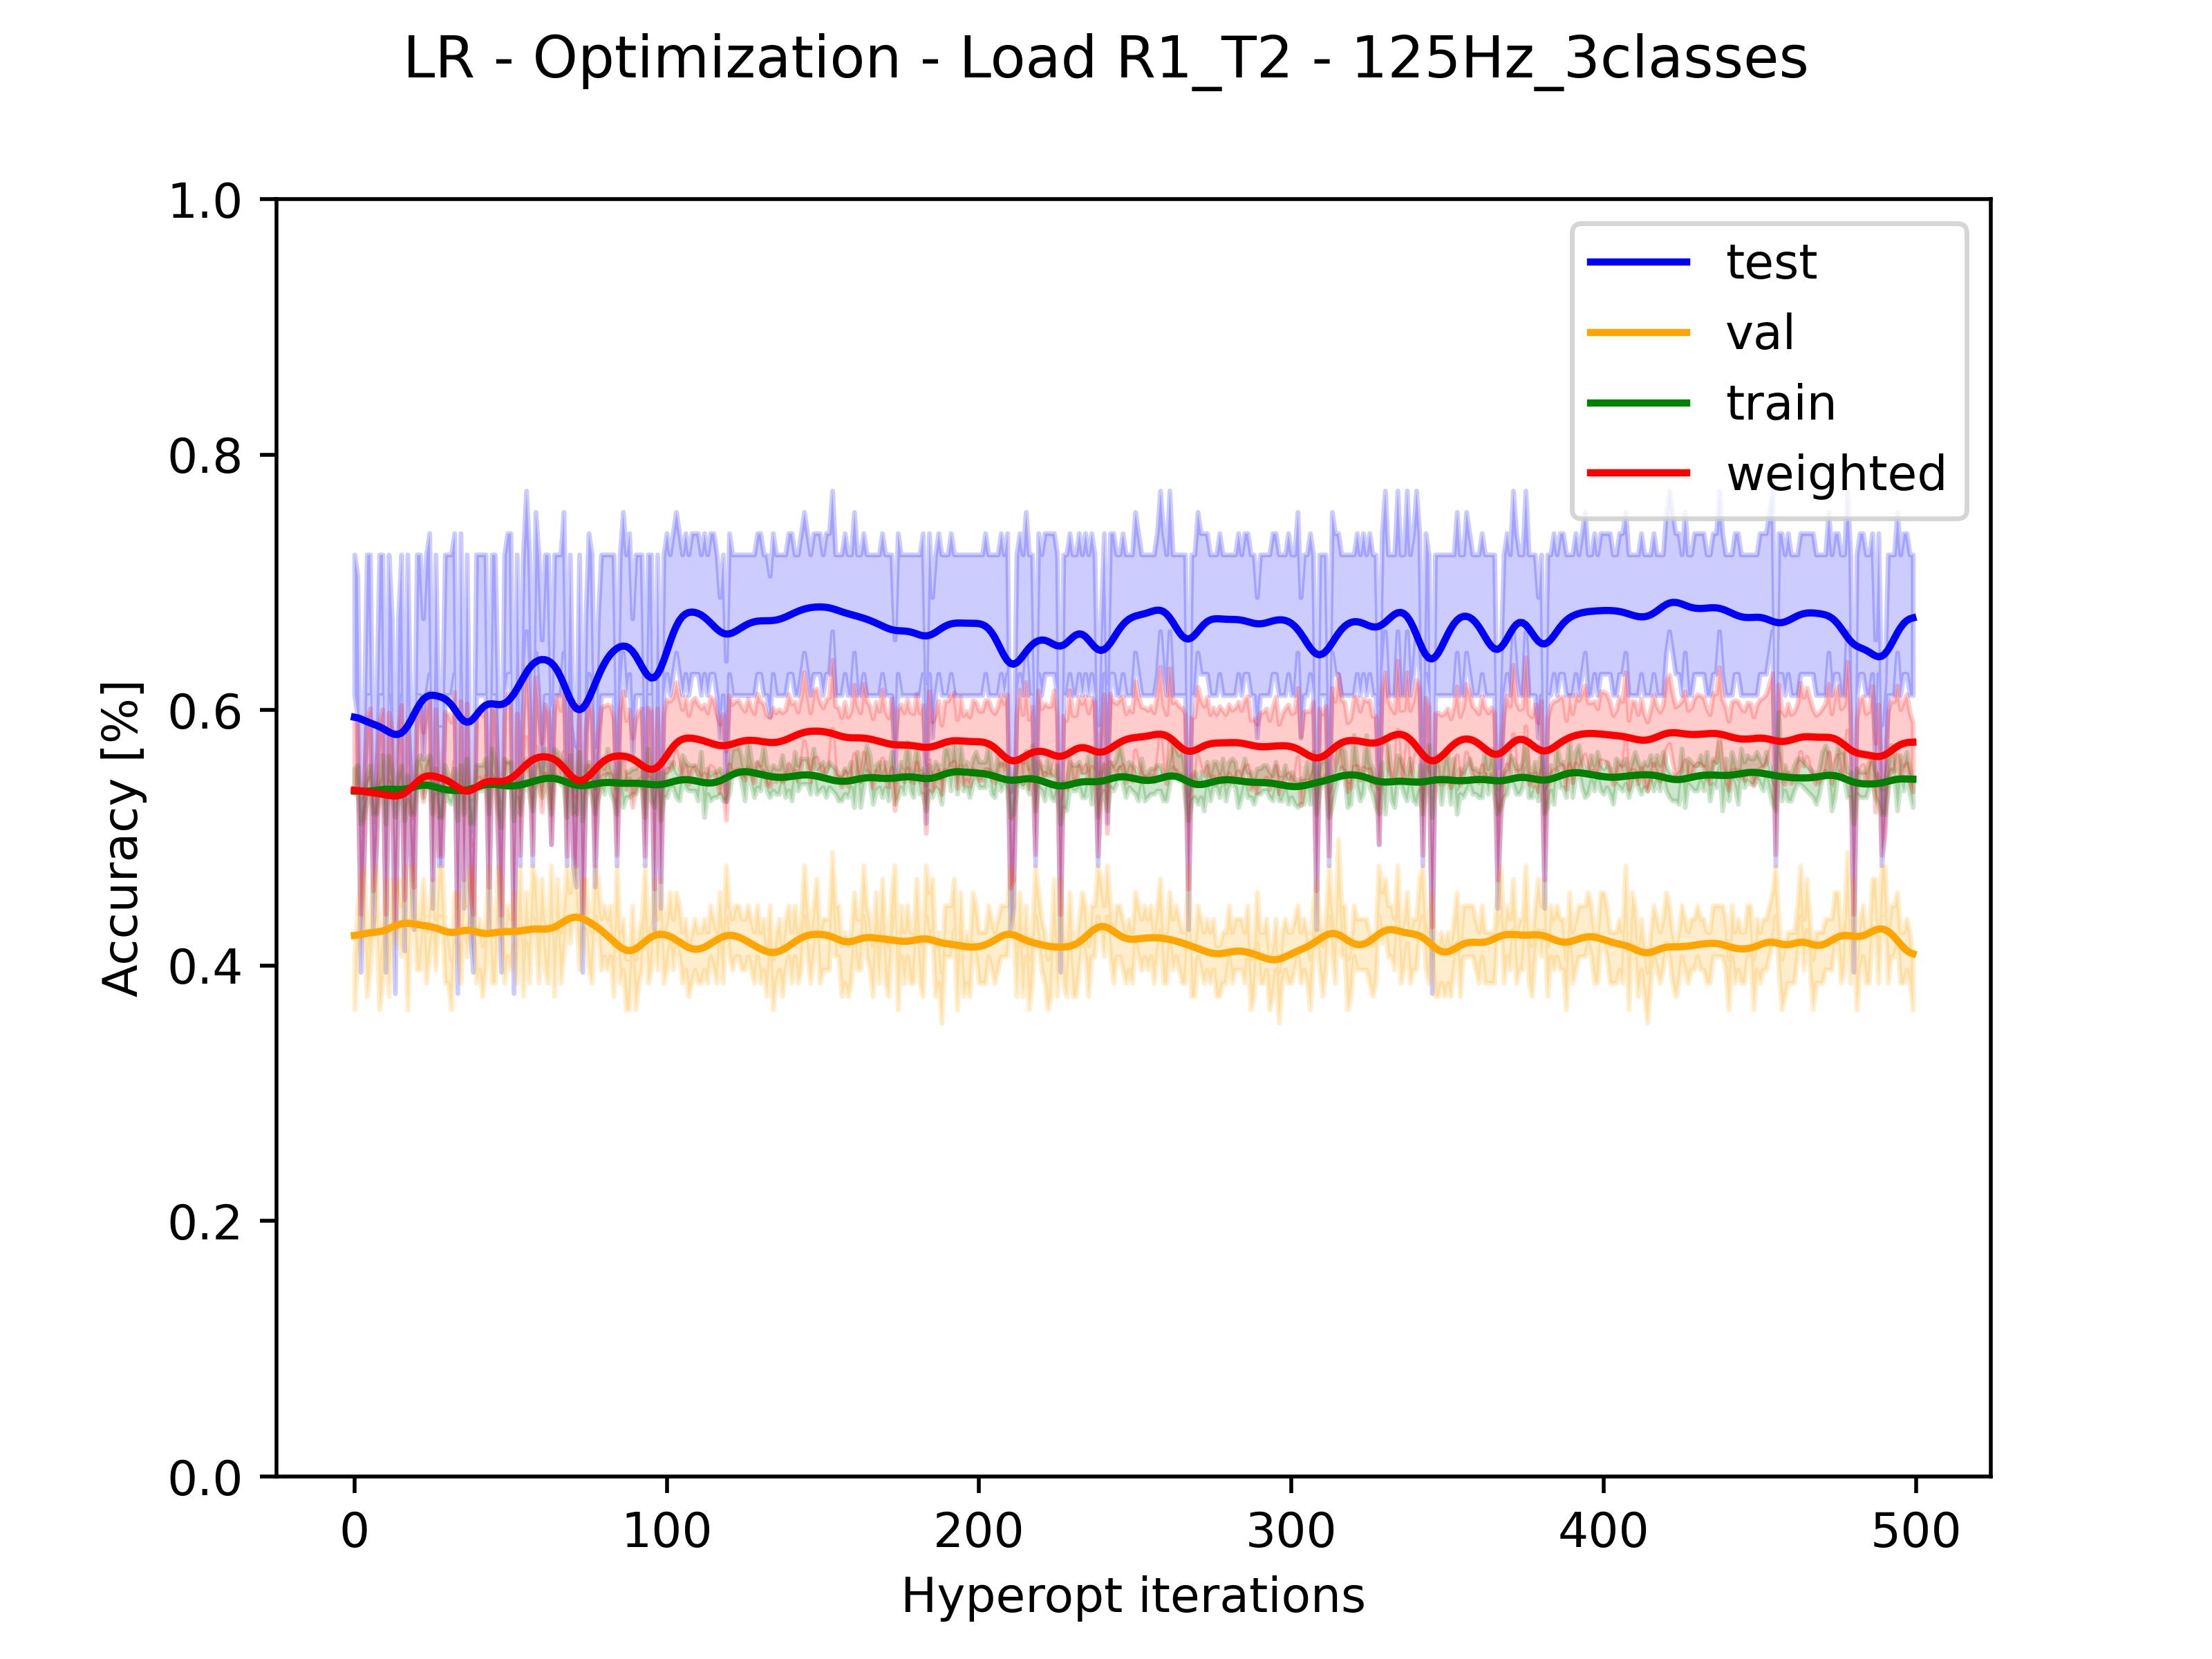 LR - Optimization - Load R1_T2 - 125Hz_3classes
1.0
0.8
0.6
0.4
0.2
0.0
Accuracy [%]
test
val
train
weighted
0 100 200 300 400 500
Hyperopt iterations